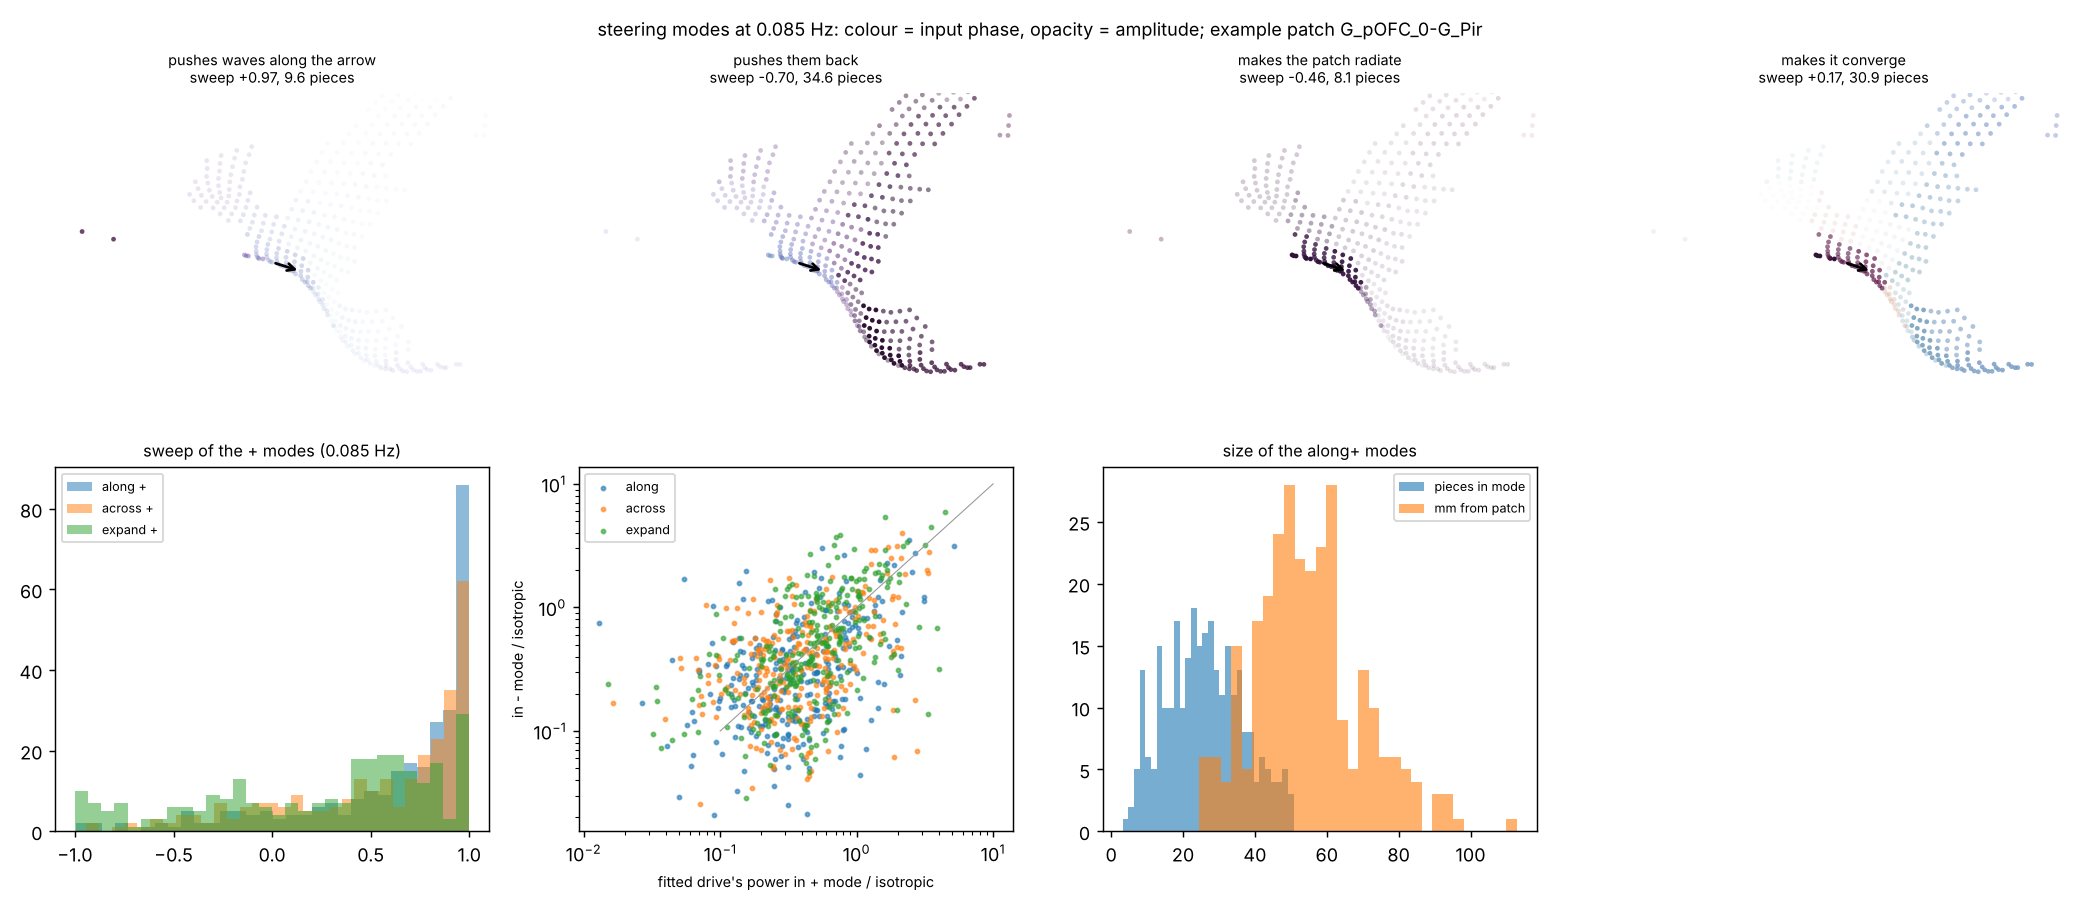 steering modes at 0.085 Hz: colour = input phase, opacity = amplitude; example patch G_pOFC_0-G_Pir
pushes waves along the arrow
sweep +0.97, 9.6 pieces
pushes them back
sweep -0.70, 34.6 pieces
makes the patch radiate
sweep -0.46, 8.1 pieces
makes it converge
sweep +0.17, 30.9 pieces
sweep of the + modes (0.085 Hz)
along +
across +
expand +
80
60
40
20
0
−1.0
−0.5
0.0
0.5
1.0
along
across
expand
in - mode / isotropic
10¹
10⁰
10⁻¹
10⁻²
10⁻¹
10⁰
10¹
fitted drive's power in + mode / isotropic
size of the along+ modes
pieces in mode
mm from patch
25
20
15
10
5
0
0
20
40
60
80
100